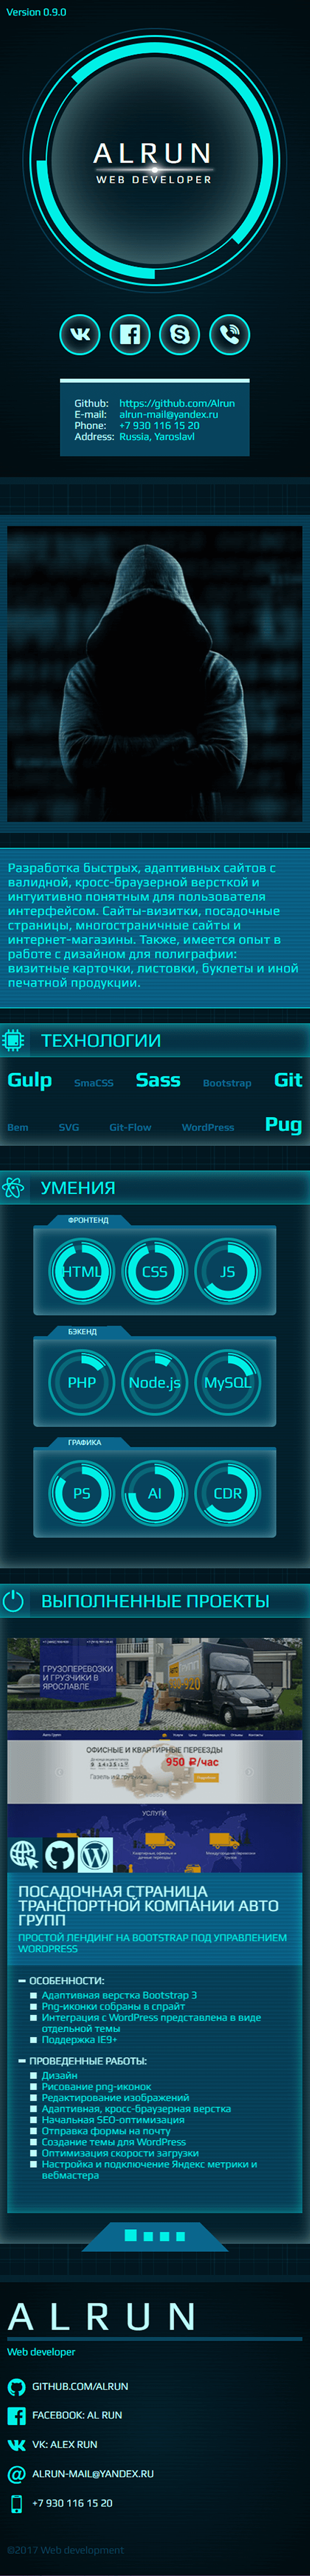 Version 0.9.0
ALRUN
WEB DEVELOPER
Github: https://github.com/Alrun
E-mail: alrun-mail@yandex.ru
Phone: +7 930 116 15 20
Address: Russia, Yaroslavl
Разработка быстрых, адаптивных сайтов с
валидной, кросс-браузерной версткой и
интуитивно понятным для пользователя
интерфейсом. Сайты-визитки, посадочные
страницы, многостраничные сайты и
интернет-магазины. Также, имеется опыт в
работе с дизайном для полиграфии:
визитные карточки, листовки, буклеты и иной
печатной продукции.
ТЕХНОЛОГИИ
Gulp SmaCSS Sass Bootstrap Git
Bem SVG Git-Flow WordPress Pug
УМЕНИЯ
ФРОНТЕНД
HTML CSS JS
БЭКЕНД
PHP Node.js MySQL
ГРАФИКА
PS AI CDR
ВЫПОЛНЕННЫЕ ПРОЕКТЫ
ГРУЗОПЕРЕВОЗКИ
И ГРУЗЧИКИ В
ЯРОСЛАВЛЕ
ОФИСНЫЕ И КВАРТИРНЫЕ ПЕРЕЕЗДЫ
950 ₽/час
УСЛУГИ
ПОСАДОЧНАЯ СТРАНИЦА
ТРАНСПОРТНОЙ КОМПАНИИ АВТО
ГРУПП
ПРОСТОЙ ЛЕНДИНГ НА BOOTSTRAP ПОД УПРАВЛЕНИЕМ
WORDPRESS
ОСОБЕННОСТИ:
Адаптивная верстка Bootstrap 3
Png-иконки собраны в спрайт
Интеграция с WordPress представлена в виде
отдельной темы
Поддержка IE9+
ПРОВЕДЕННЫЕ РАБОТЫ:
Дизайн
Рисование png-иконок
Редактирование изображений
Адаптивная, кросс-браузерная верстка
Начальная SEO-оптимизация
Отправка формы на почту
Создание темы для WordPress
Оптимизация скорости загрузки
Настройка и подключение Яндекс метрики и
вебмастера
ALRUN
Web developer
GITHUB.COM/ALRUN
FACEBOOK: AL RUN
VK: ALEX RUN
ALRUN-MAIL@YANDEX.RU
+7 930 116 15 20
©2017 Web development